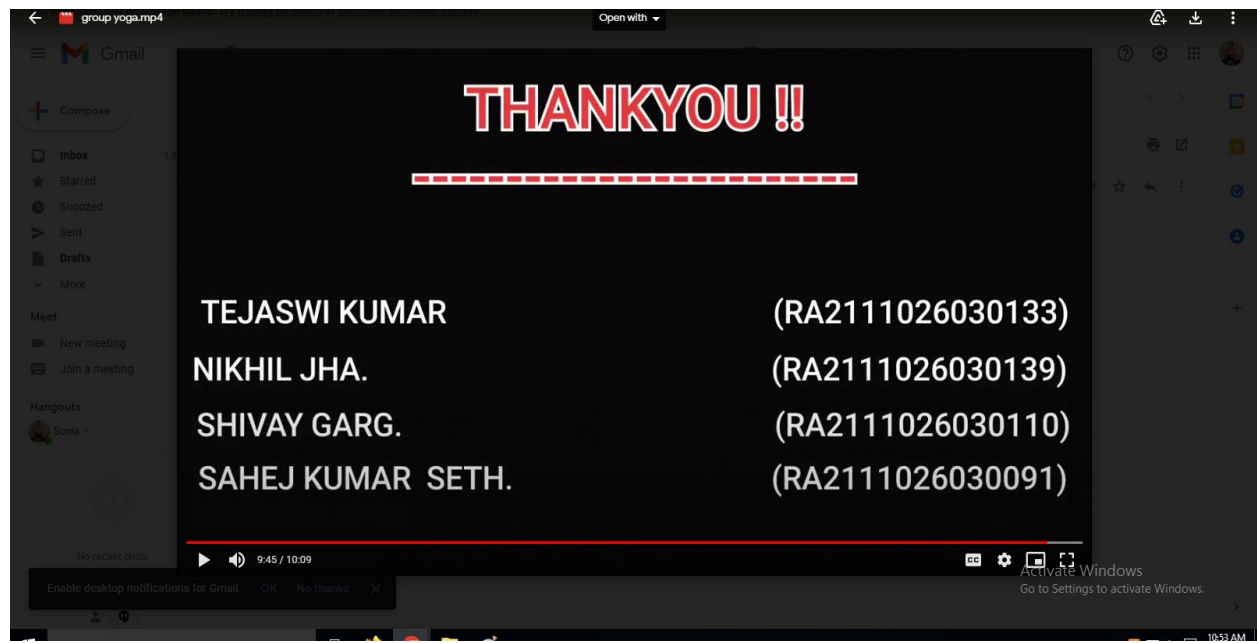 group yoga.mp4
Open with
Gmail
Compose
Inbox
Starred
Snoozed
Sent
Drafts
More
Meet
New meeting
Join a meeting
Hangouts
Sonia
No recent chats
THANKYOU !!
TEJASWI KUMAR (RA2111026030133)
NIKHIL JHA. (RA2111026030139)
SHIVAY GARG. (RA2111026030110)
SAHEJ KUMAR SETH. (RA2111026030091)
9:45 / 10:09
CC
Enable desktop notifications for Gmail. OK No thanks
Activate Windows
Go to Settings to activate Windows.
10:53 AM